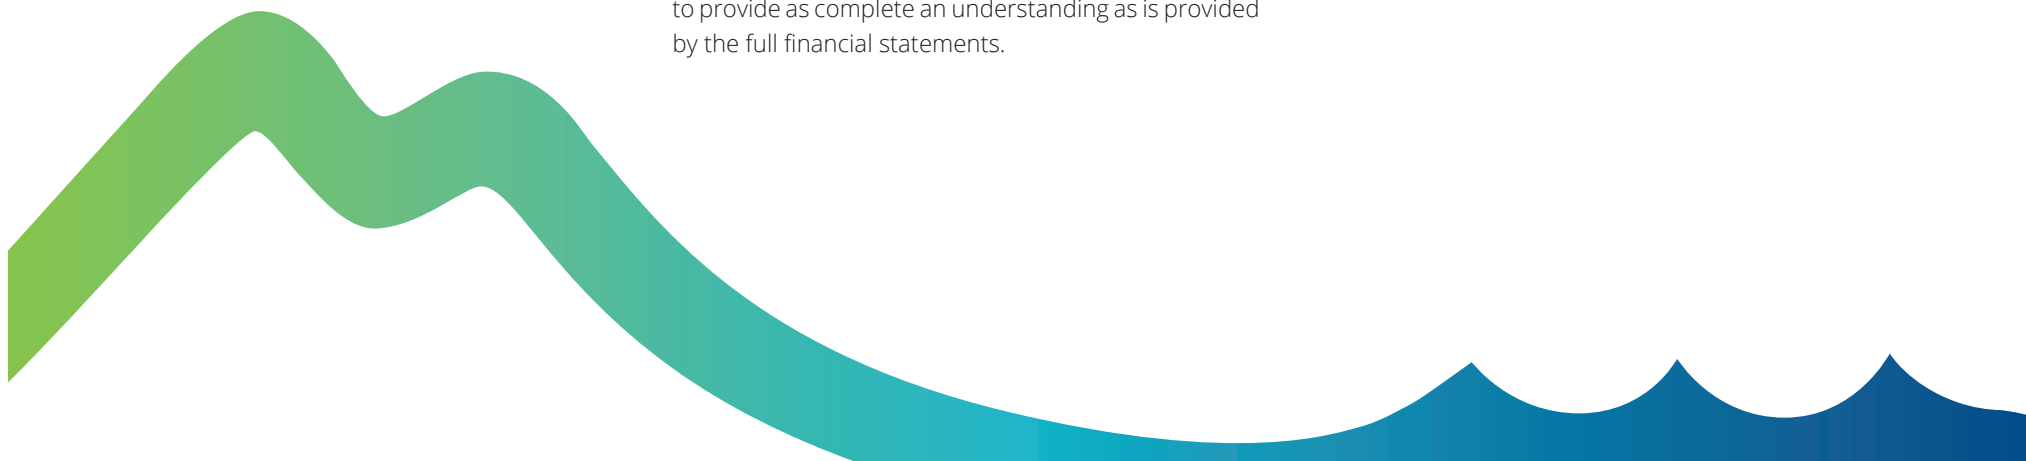 to provide as complete an understanding as is provided
by the full financial statements.